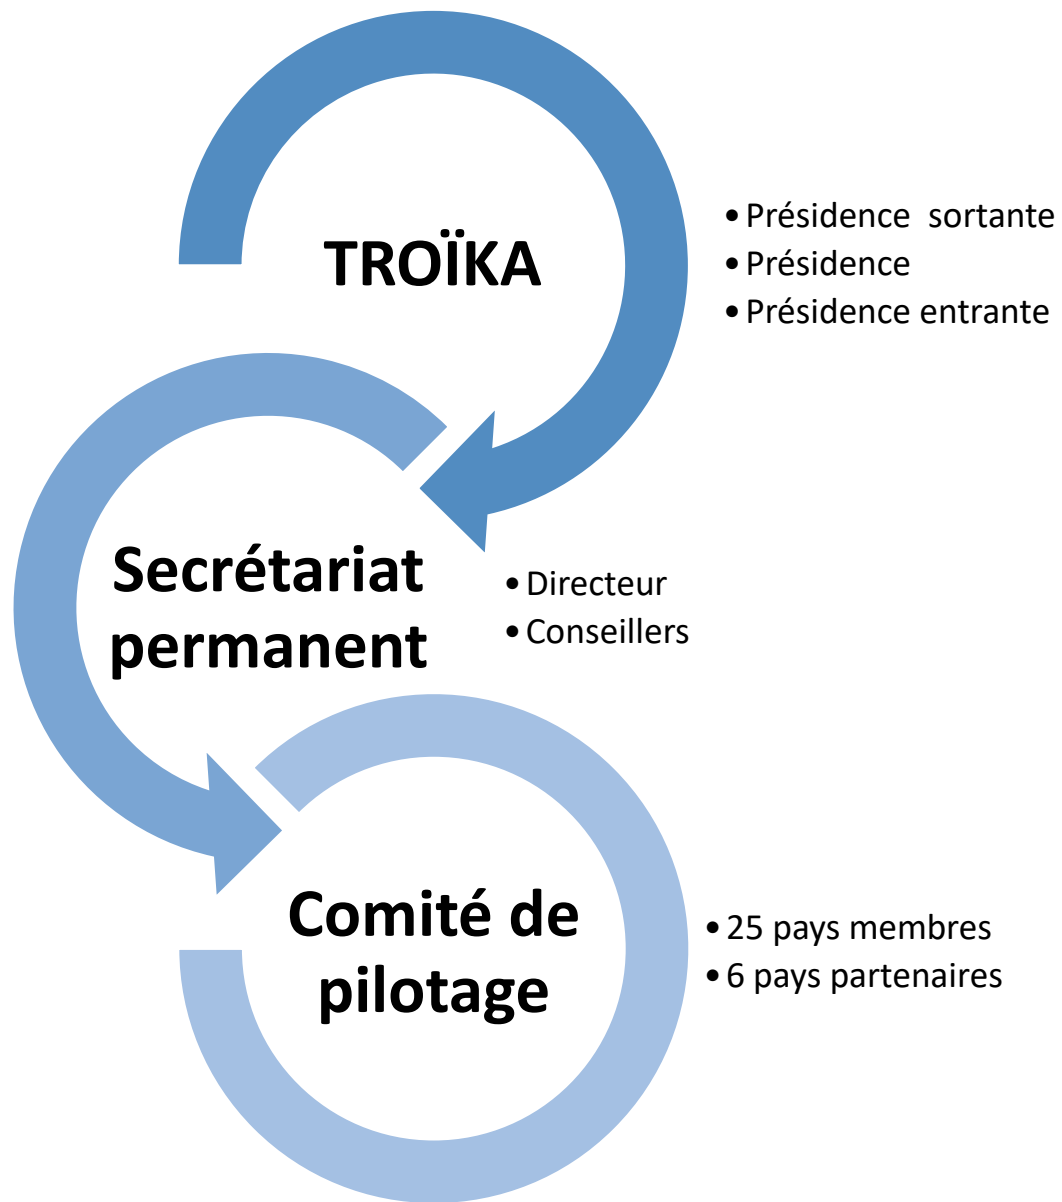 TROÏKA
• Présidence sortante
• Présidence
• Présidence entrante
Secrétariat
permanent
• Directeur
• Conseillers
Comité de
pilotage
• 25 pays membres
• 6 pays partenaires